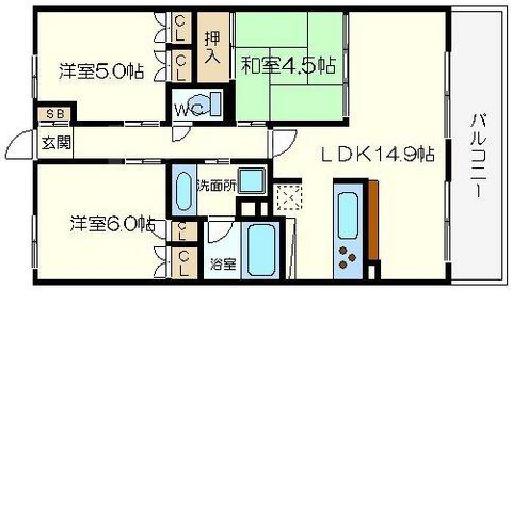 CL
CL
押入
洋室5.0帖
和室4.5帖
WC
SB
玄関
LDK14.9帖
バルコニー
洗面所
洋室6.0帖
CL
CL
浴室